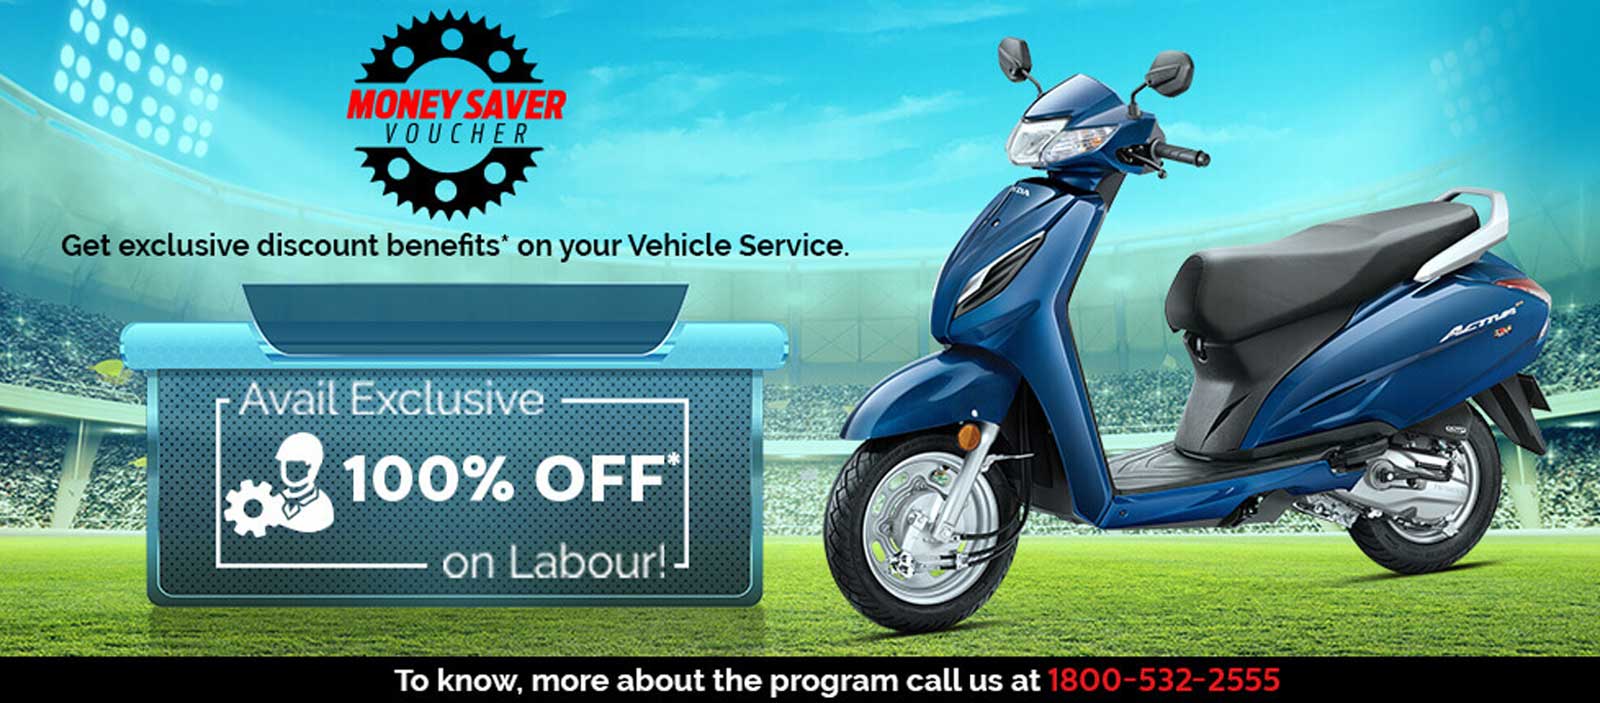 MONEY SAVER
VOUCHER
Get exclusive discount benefits* on your Vehicle Service.
Avail Exclusive
100% OFF*
on Labour!
ACTIVA
To know, more about the program call us at 1800-532-2555